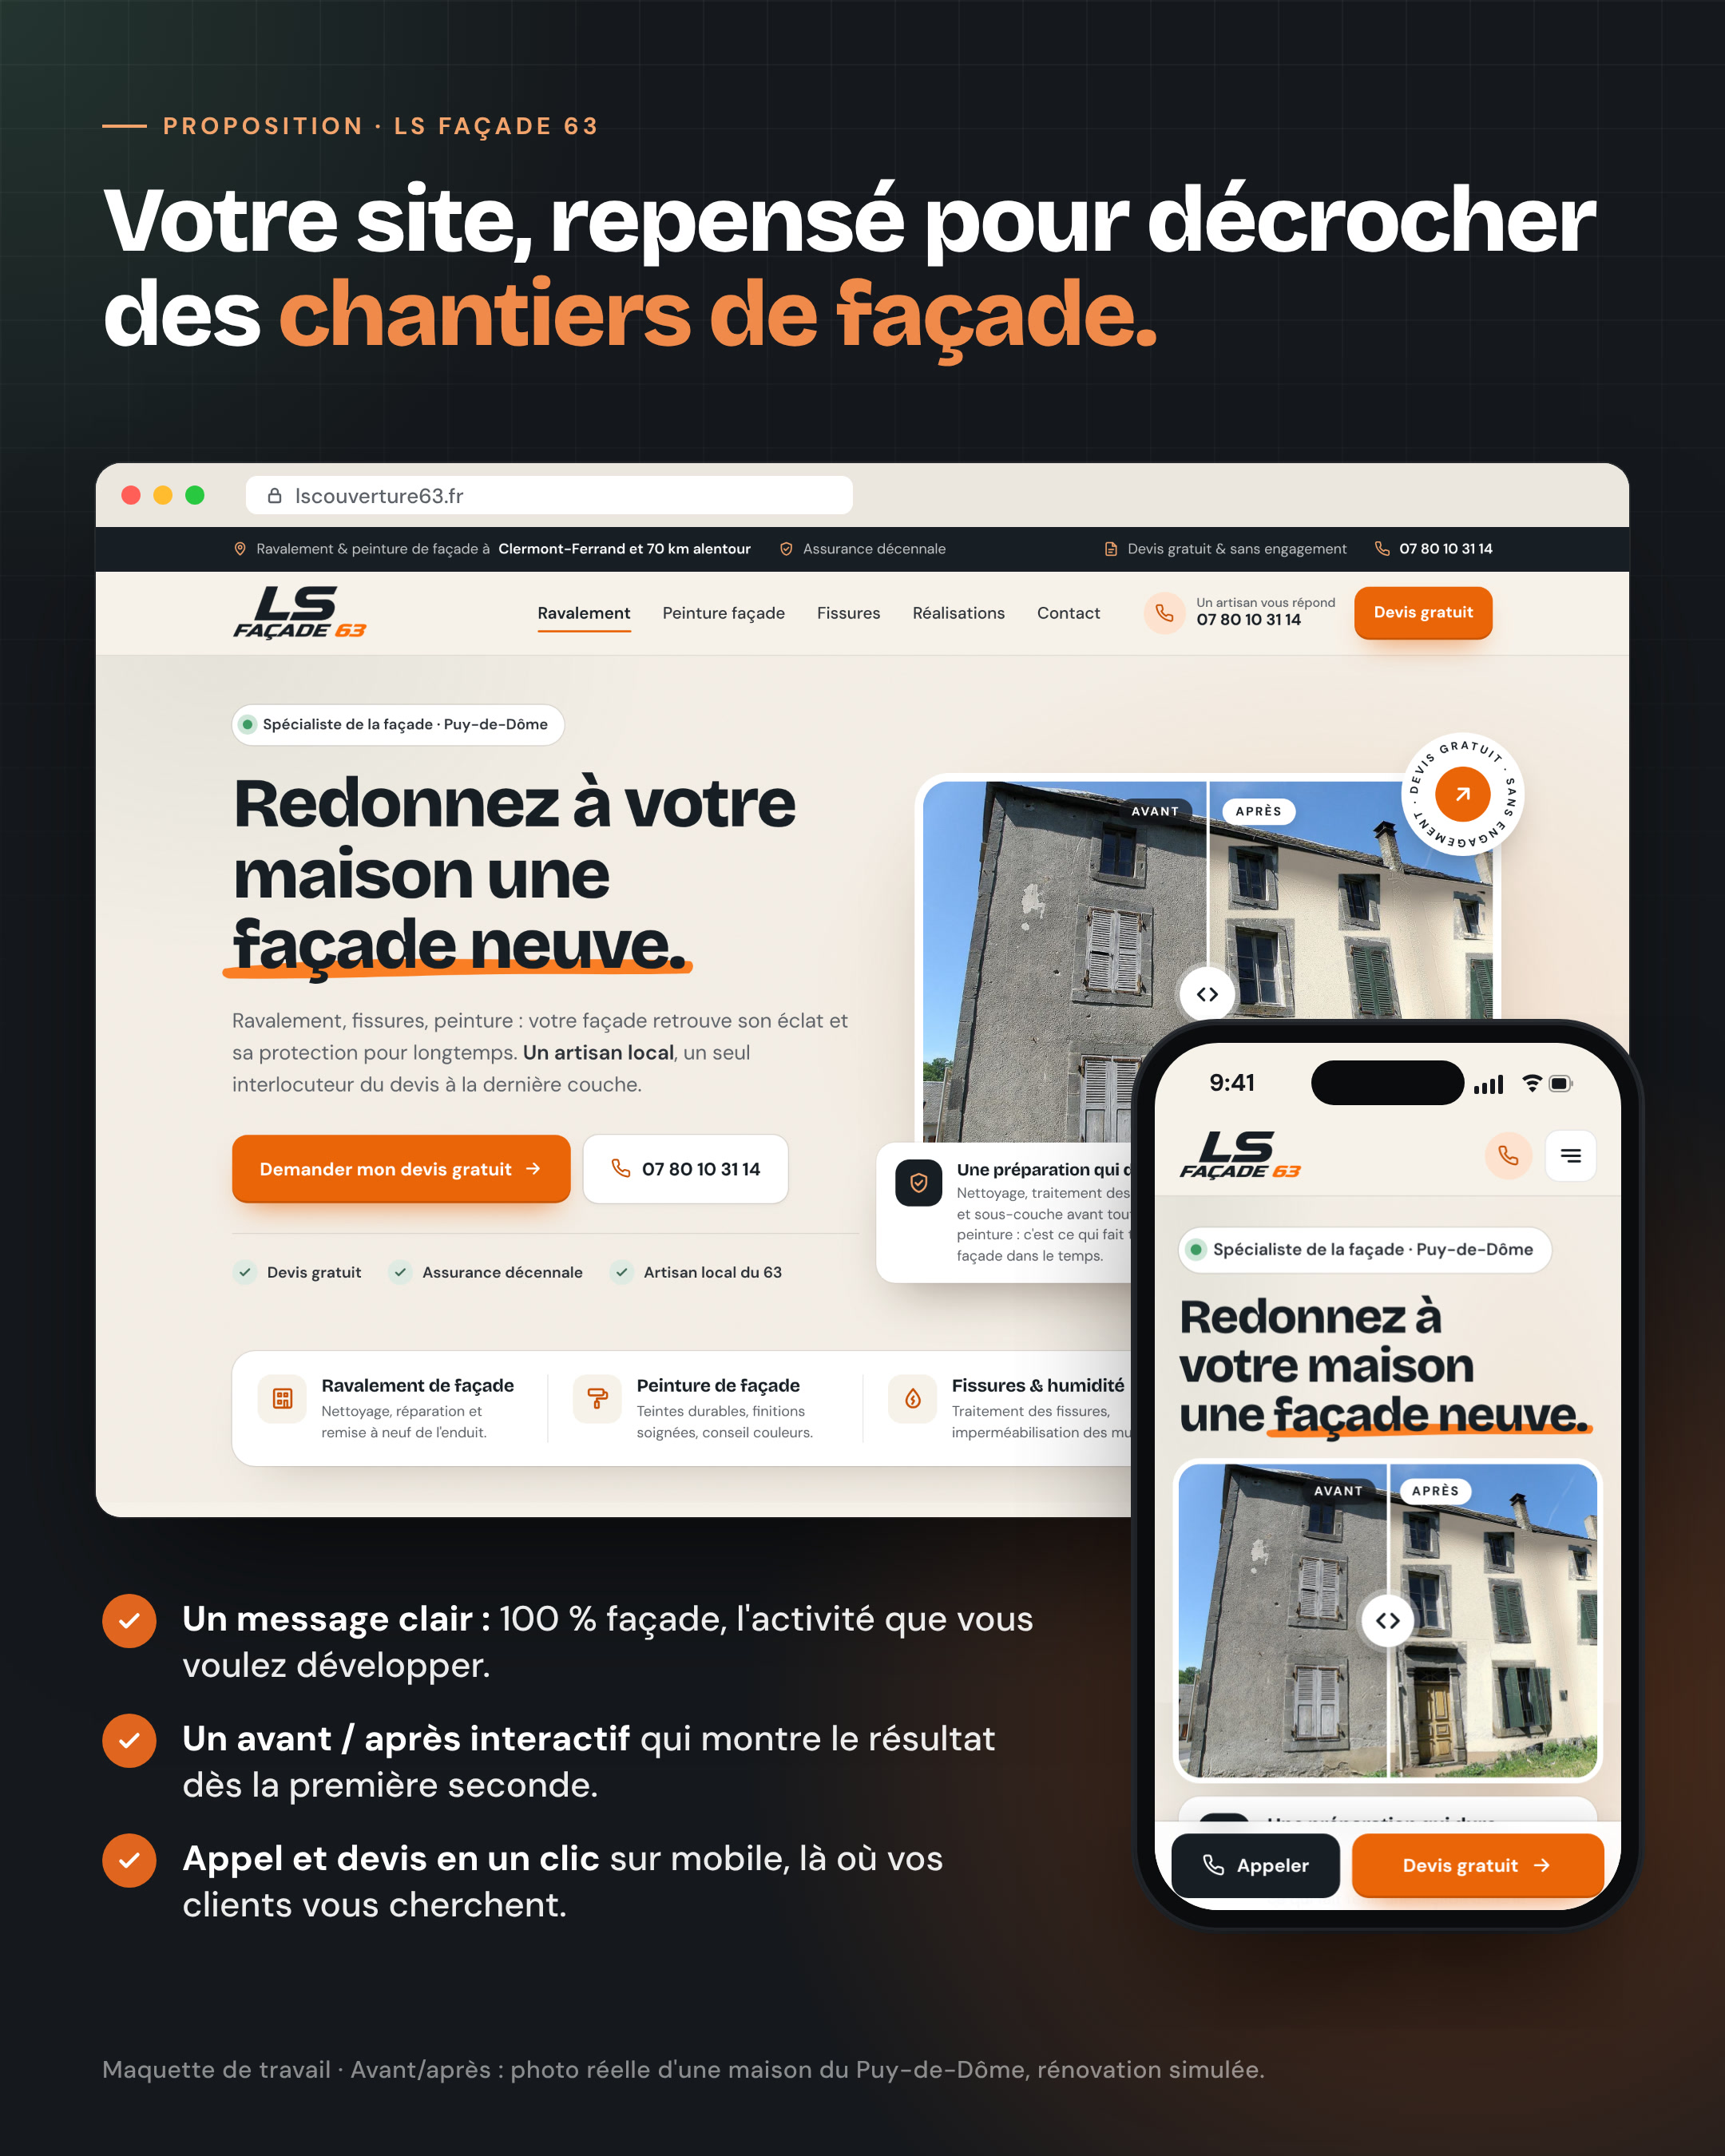 PROPOSITION · LS FAÇADE 63
Votre site, repensé pour décrocher
des chantiers de façade.
lscouverture63.fr
Ravalement & peinture de façade à Clermont-Ferrand et 70 km alentour
Assurance décennale
Devis gratuit & sans engagement
07 80 10 31 14
LS
FAÇADE 63
Ravalement
Peinture façade
Fissures
Réalisations
Contact
Un artisan vous répond
07 80 10 31 14
Devis gratuit
Spécialiste de la façade · Puy-de-Dôme
Redonnez à votre
maison une
façade neuve.
Ravalement, fissures, peinture : votre façade retrouve son éclat et
sa protection pour longtemps. Un artisan local, un seul
interlocuteur du devis à la dernière couche.
Demander mon devis gratuit
07 80 10 31 14
Devis gratuit
Assurance décennale
Artisan local du 63
AVANT
APRÈS
DEVIS GRATUIT · SANS ENGAGEMENT ·
Une préparation qui
Nettoyage, traitement des
et sous-couche avant
peinture : c'est ce qui fait
façade dans le temps.
Ravalement de façade
Nettoyage, réparation et
remise à neuf de l'enduit.
Peinture de façade
Teintes durables, finitions
soignées, conseil couleurs.
Fissures & humidité
Traitement des fissures,
imperméabilisation des
9:41
LS
FAÇADE 63
Spécialiste de la façade · Puy-de-Dôme
Redonnez à
votre maison
une façade neuve.
AVANT
APRÈS
Appeler
Devis gratuit
Un message clair : 100 % façade, l'activité que vous
voulez développer.
Un avant / après interactif qui montre le résultat
dès la première seconde.
Appel et devis en un clic sur mobile, là où vos
clients vous cherchent.
Maquette de travail · Avant/après : photo réelle d'une maison du Puy-de-Dôme, rénovation simulée.